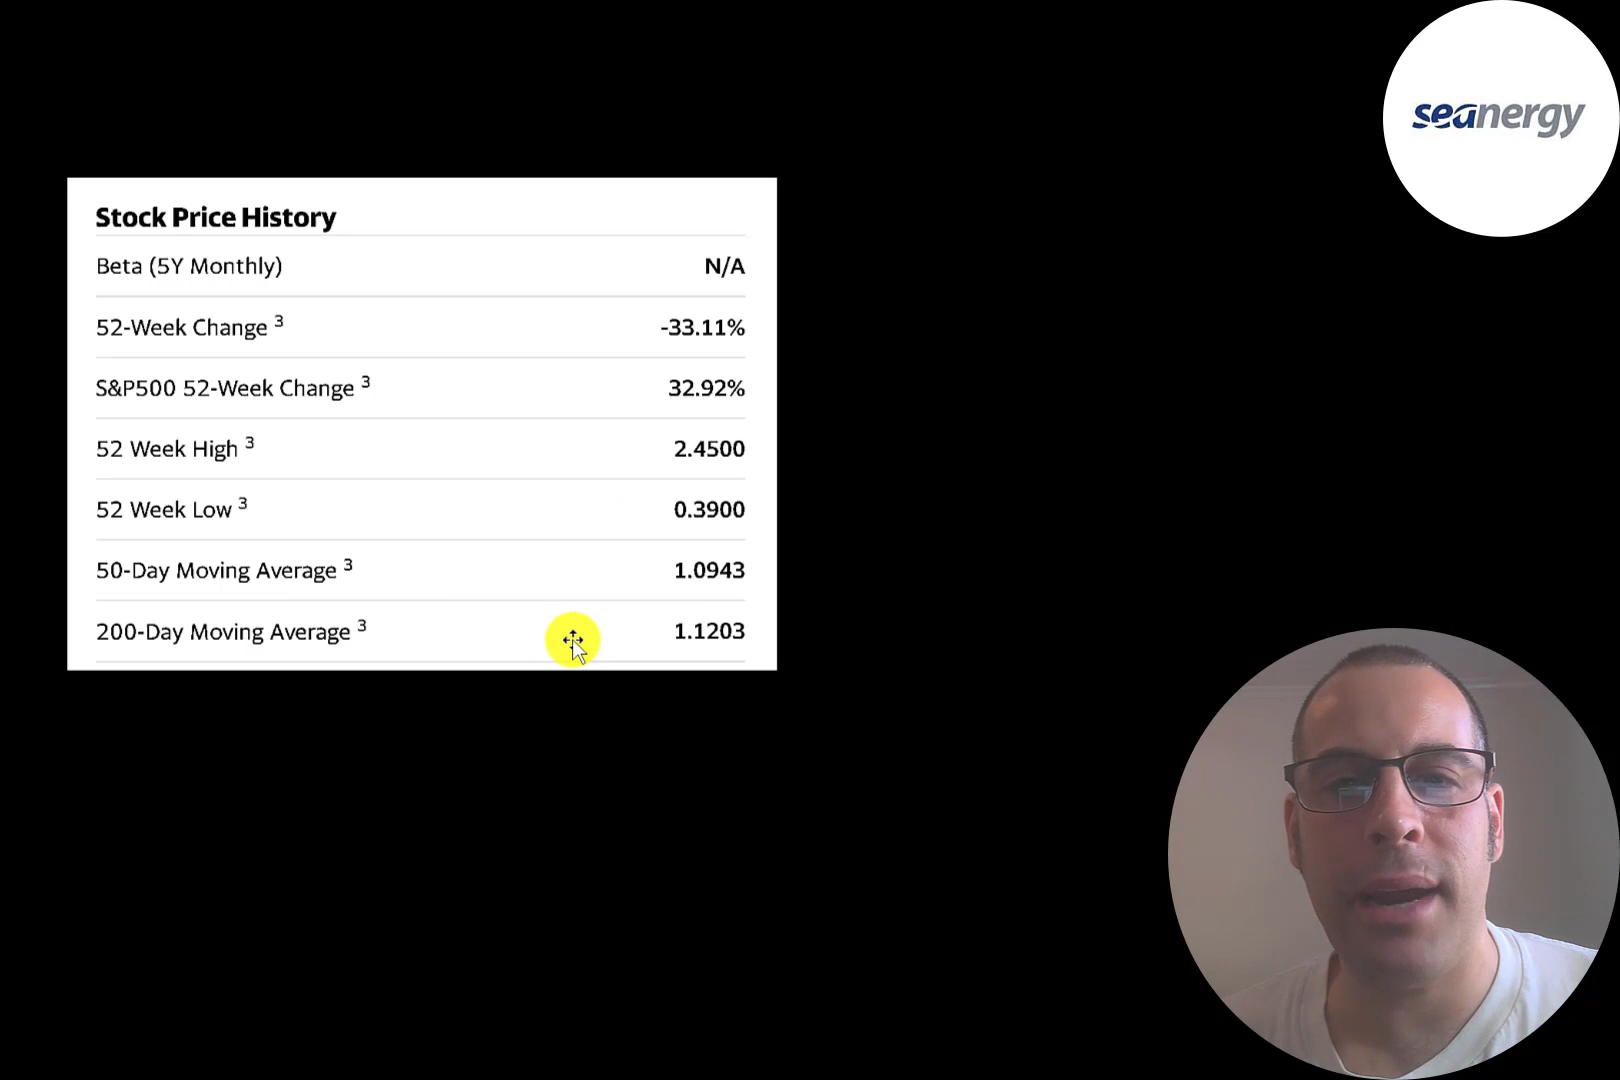 seanergy
Stock Price History
Beta (5Y Monthly) N/A
52-Week Change 3 -33.11%
S&P500 52-Week Change 3 32.92%
52 Week High 3 2.4500
52 Week Low 3 0.3900
50-Day Moving Average 3 1.0943
200-Day Moving Average 3 1.1203